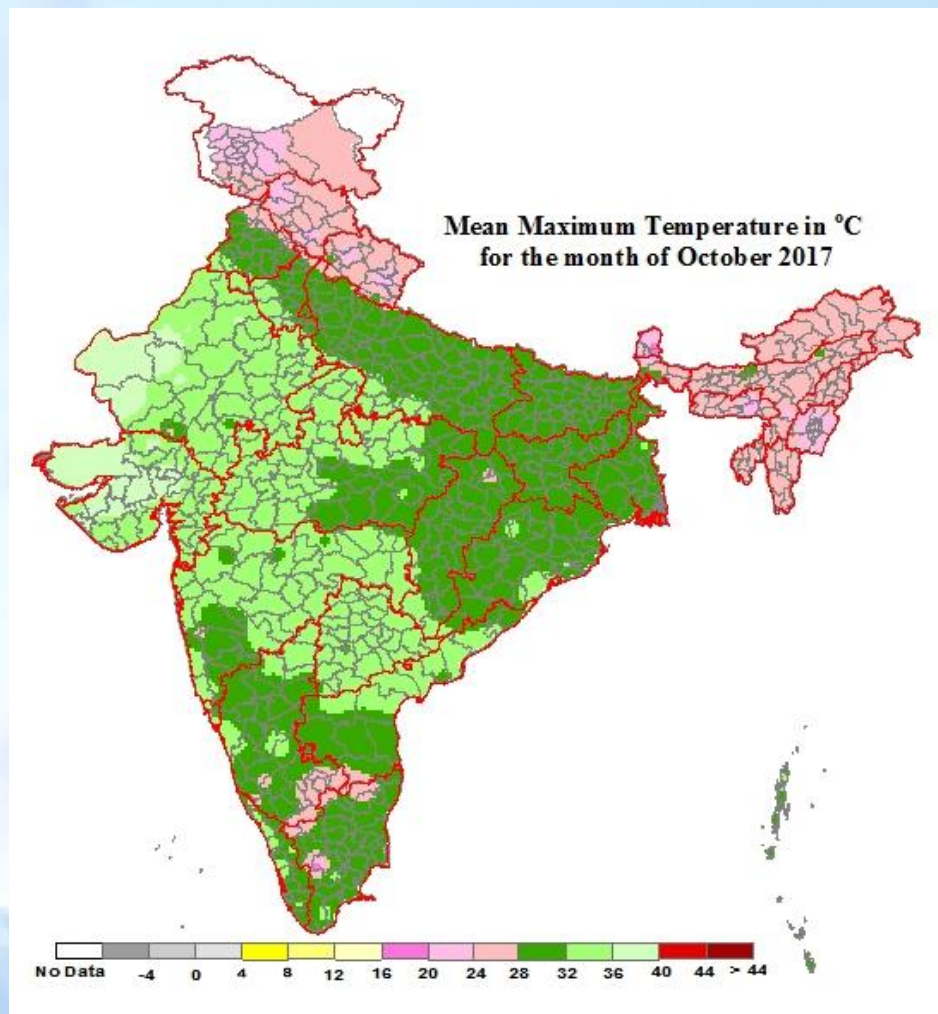 Mean Maximum Temperature in °C
for the month of October 2017
No Data -4 0 4 8 12 16 20 24 28 32 36 40 44 > 44